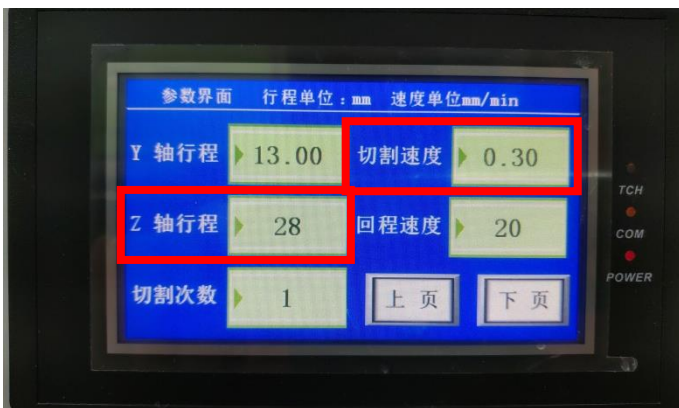 参数界面 行程单位：mm 速度单位mm/min
Y 轴行程 13.00 切割速度 0.30
Z 轴行程 28 回程速度 20
切割次数 1 上 页 下 页
TCH
COM
POWER